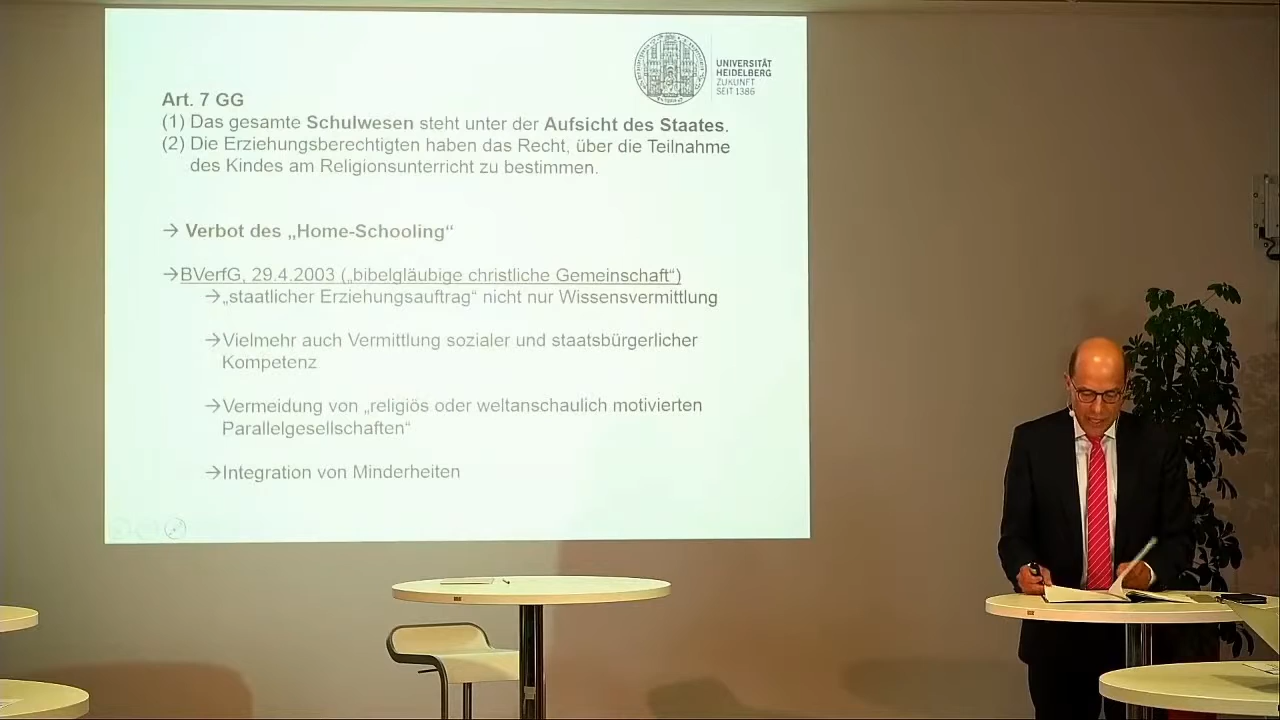 UNIVERSITÄT
HEIDELBERG
ZUKUNFT
SEIT 1386
Art. 7 GG
(1) Das gesamte Schulwesen steht unter der Aufsicht des Staates.
(2) Die Erziehungsberechtigten haben das Recht, über die Teilnahme
des Kindes am Religionsunterricht zu bestimmen.
→ Verbot des „Home-Schooling“
→BVerfG, 29.4.2003 („bibelgläubige christliche Gemeinschaft“)
→„staatlicher Erziehungsauftrag“ nicht nur Wissensvermittlung
→Vielmehr auch Vermittlung sozialer und staatsbürgerlicher
Kompetenz
→Vermeidung von „religiös oder weltanschaulich motivierten
Parallelgesellschaften“
→Integration von Minderheiten